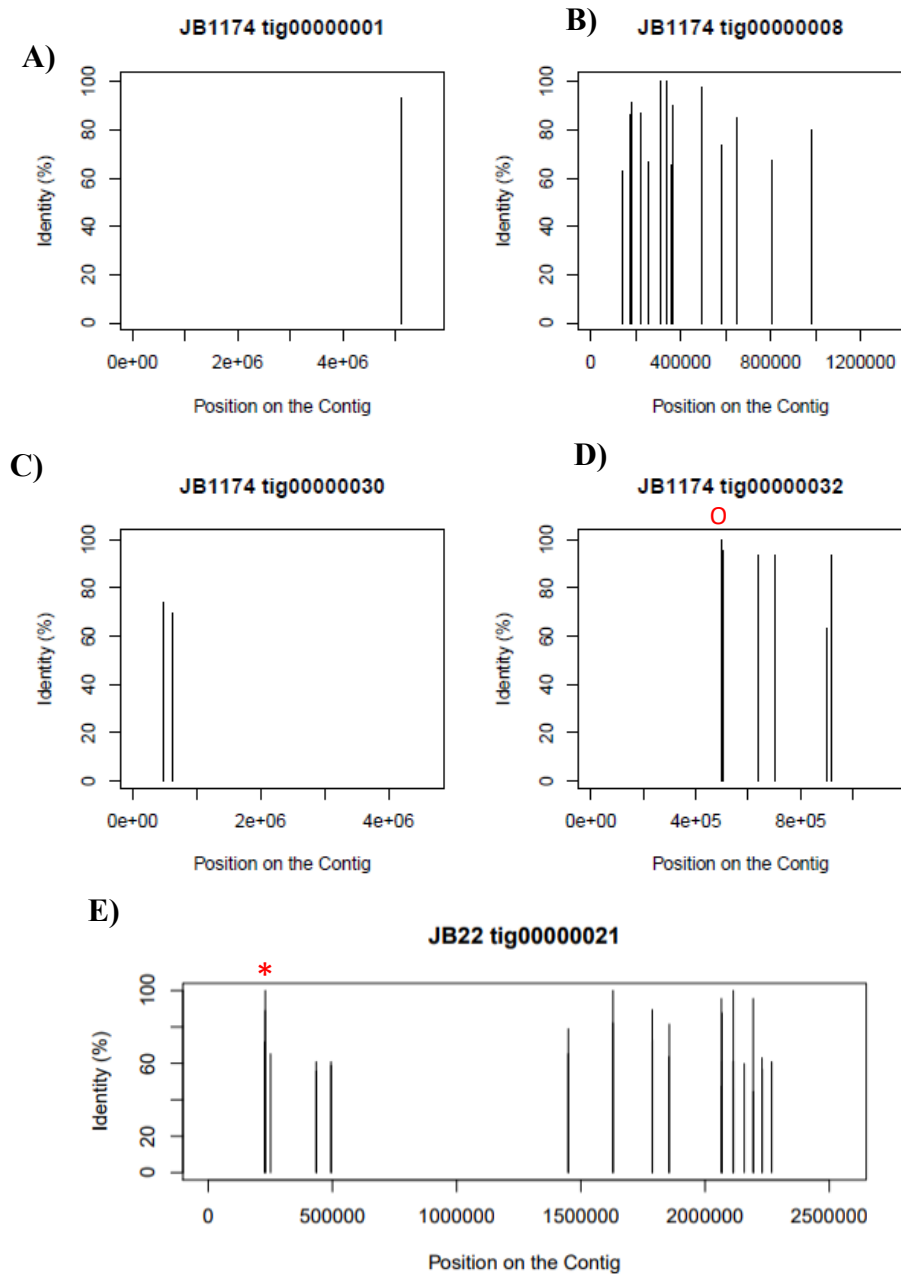 A)
JB1174 tig00000001
Identity (%)
0 20 40 60 80 100
0e+00 4e+06
Position on the Contig
B)
JB1174 tig00000008
Identity (%)
0 20 40 60 80 100
0 400000 800000 1200000
Position on the Contig
C)
JB1174 tig00000030
Identity (%)
0 20 40 60 80 100
0e+00 2e+06 4e+06
Position on the Contig
D)
JB1174 tig00000032
O
Identity (%)
0 20 40 60 80 100
0e+00 4e+05 8e+05
Position on the Contig
E)
JB22 tig00000021
*
Identity (%)
0 20 60 100
0 500000 1000000 1500000 2000000 2500000
Position on the Contig